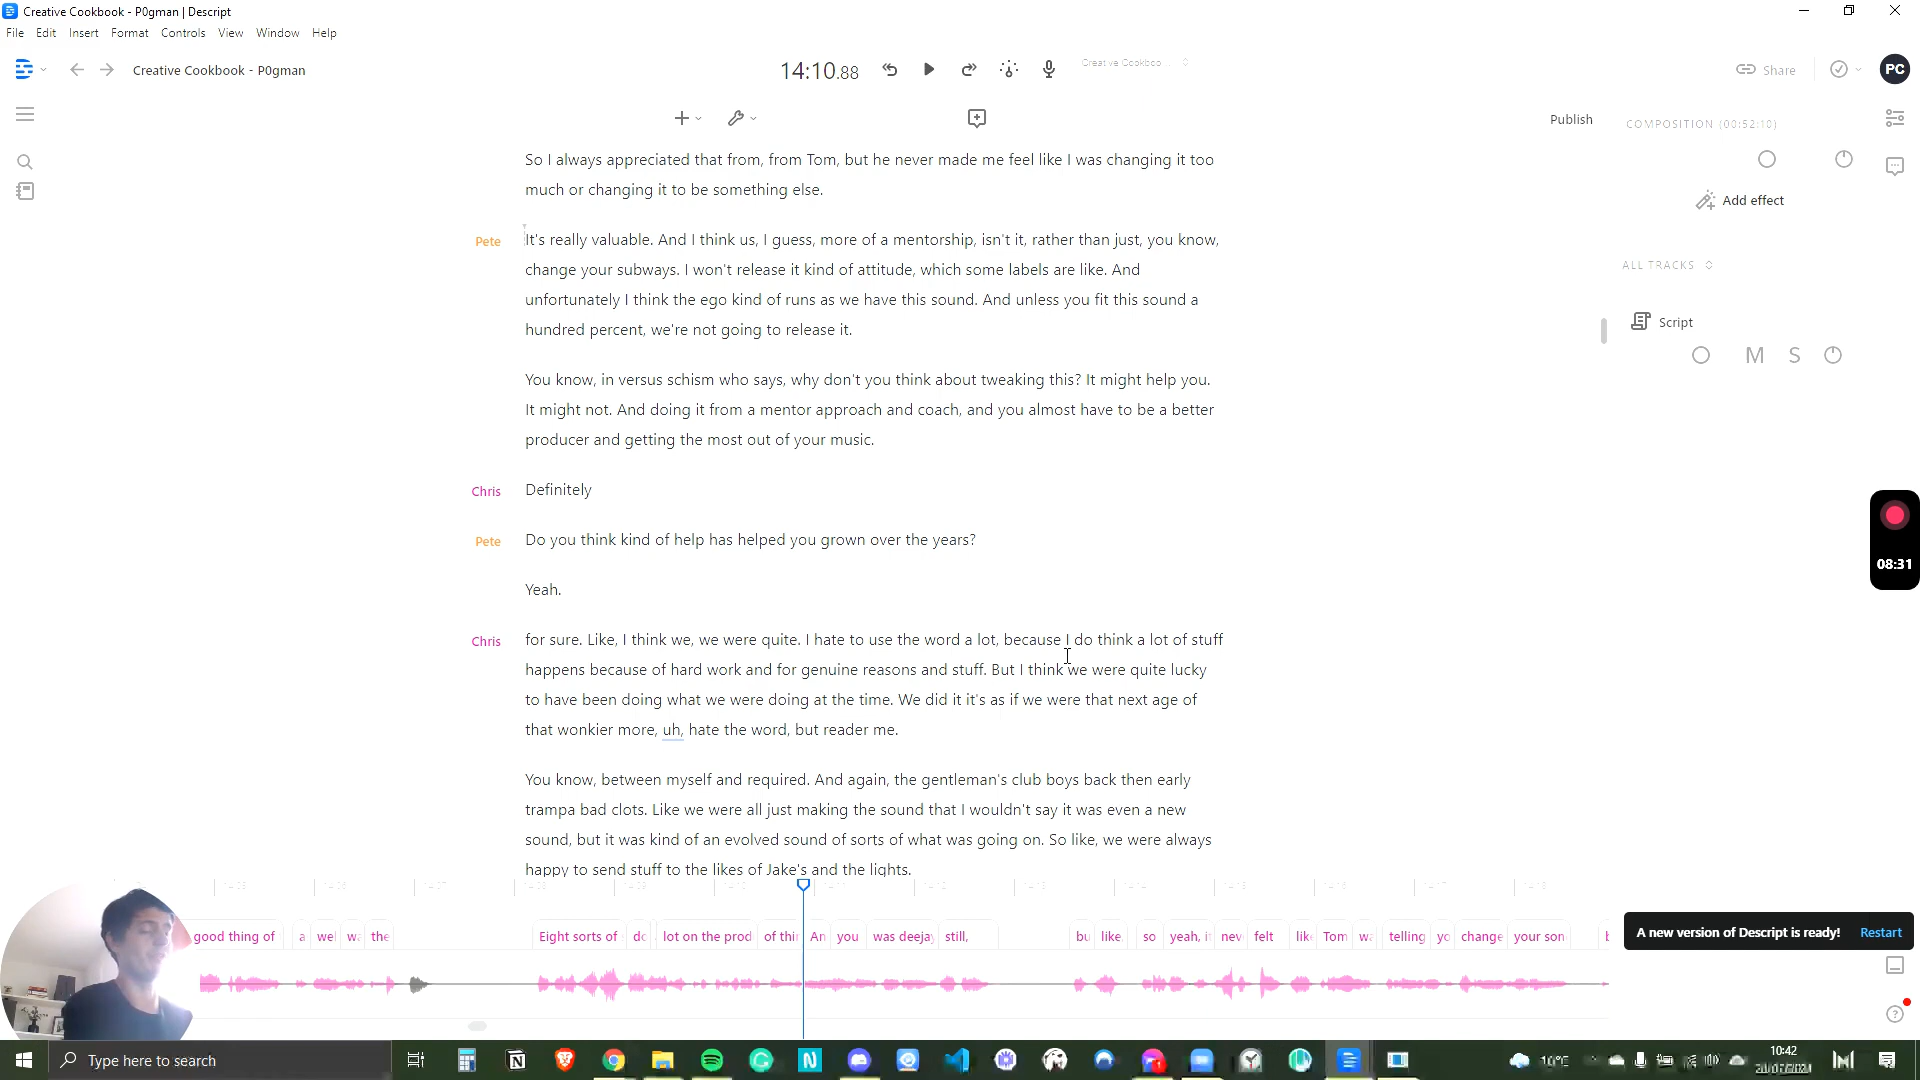 Creative Cookbook - P0gman | Descript
File Edit Insert Format Controls View Window Help
Creative Cookbook - P0gman
14:10.88
Share
PC
Publish
COMPOSITION (00:52:10)
So I always appreciated that from, from Tom, but he never made me feel like I was changing it too
much or changing it to be something else.
Add effect
Pete It's really valuable. And I think us, I guess, more of a mentorship, isn't it, rather than just, you know,
change your subways. I won't release it kind of attitude, which some labels are like. And
unfortunately I think the ego kind of runs as we have this sound. And unless you fit this sound a
hundred percent, we're not going to release it.
ALL TRACKS
Script
M S
You know, in versus schism who says, why don't you think about tweaking this? It might help you.
It might not. And doing it from a mentor approach and coach, and you almost have to be a better
producer and getting the most out of your music.
Chris Definitely
Pete Do you think kind of help has helped you grown over the years?
08:31
Yeah.
Chris for sure. Like, I think we, we were quite. I hate to use the word a lot, because I do think a lot of stuff
happens because of hard work and for genuine reasons and stuff. But I think we were quite lucky
to have been doing what we were doing at the time. We did it it's as if we were that next age of
that wonkier more, uh, hate the word, but reader me.
You know, between myself and required. And again, the gentleman's club boys back then early
trampa bad clots. Like we were all just making the sound that I wouldn't say it was even a new
sound, but it was kind of an evolved sound of sorts of what was going on. So like, we were always
happy to send stuff to the likes of Jake's and the lights.
good thing of a wel wa the Eight sorts of do lot on the prod of thir An you was deejay still, bu like, so yeah, i nev felt lik Tom wa telling yo change your son
A new version of Descript is ready! Restart
Type here to search
10°C
10:42